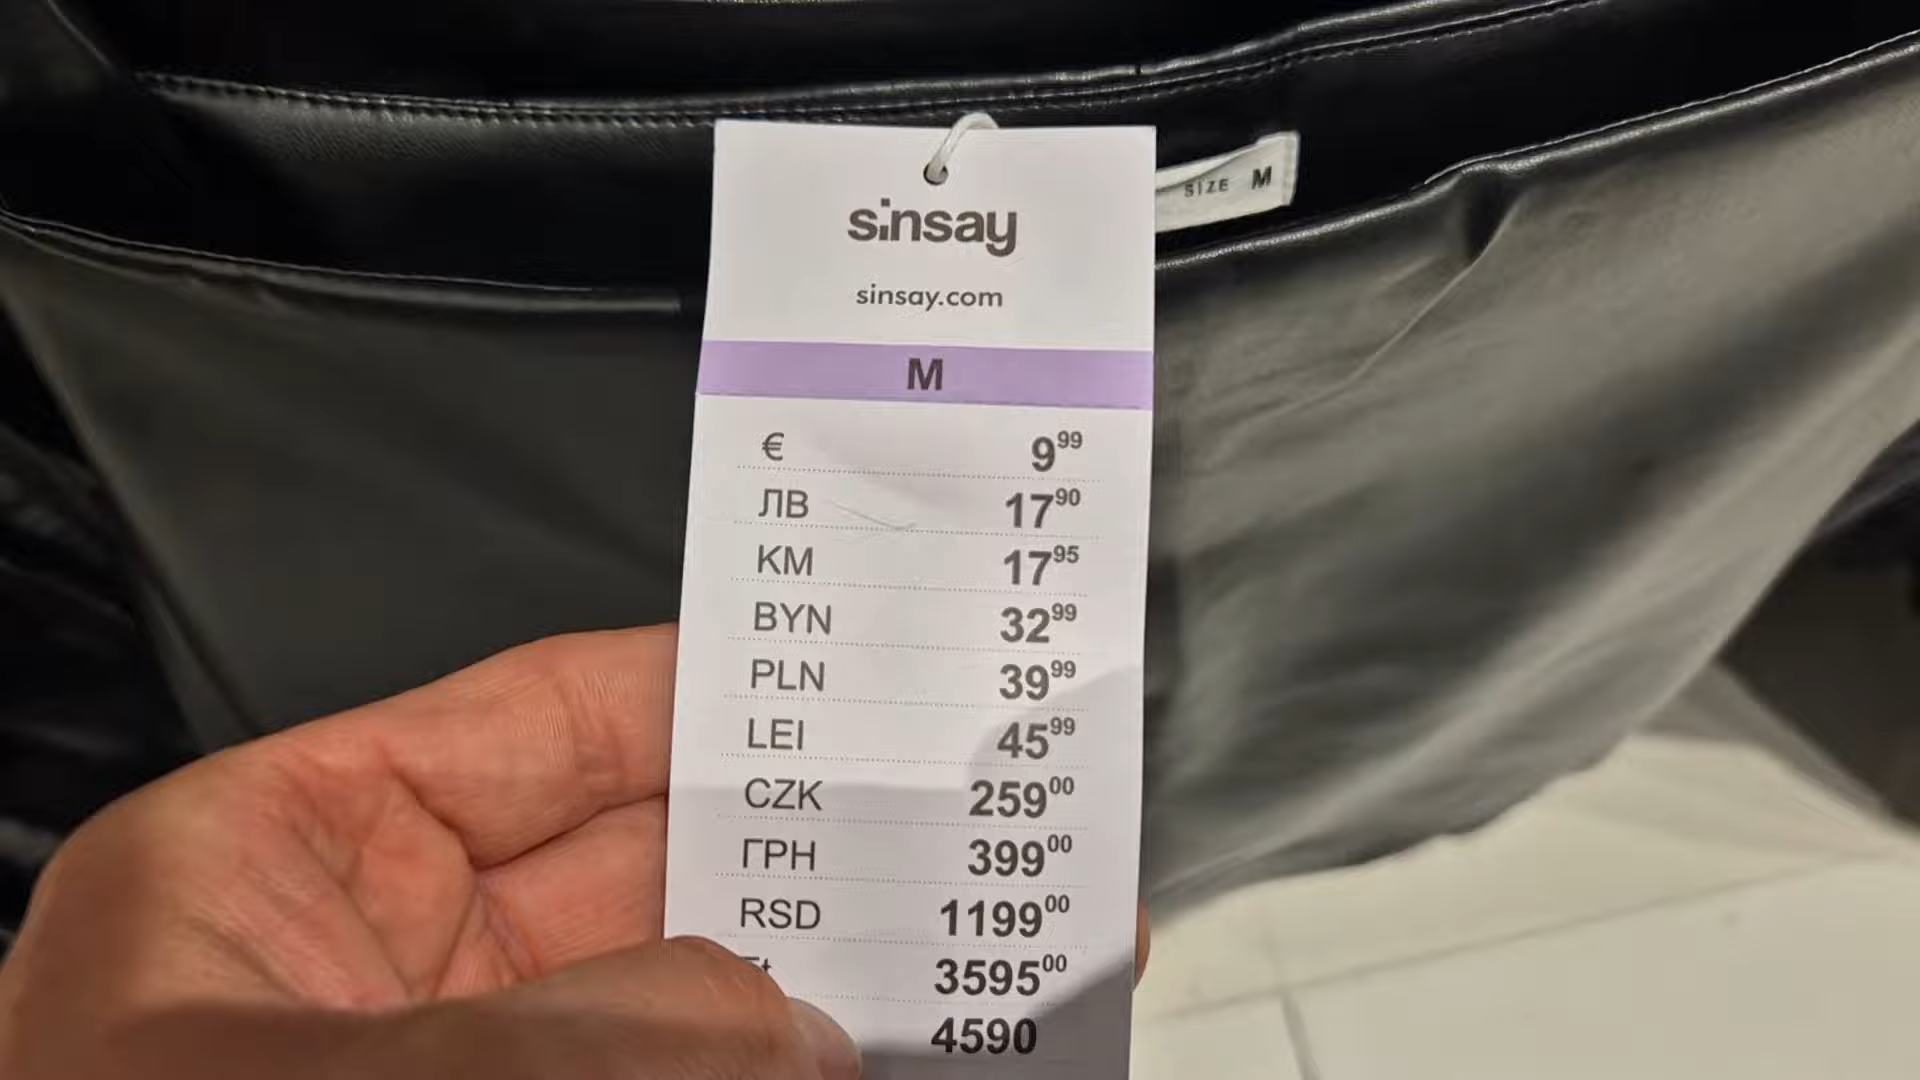 sinsay
sinsay.com
SIZE M
M
€ 9⁹⁹
ЛВ 17⁹⁰
KM 17⁹⁵
BYN 32⁹⁹
PLN 39⁹⁹
LEI 45⁹⁹
CZK 259⁰⁰
ГРН 399⁰⁰
RSD 1199⁰⁰
Ft 3595⁰⁰
4590